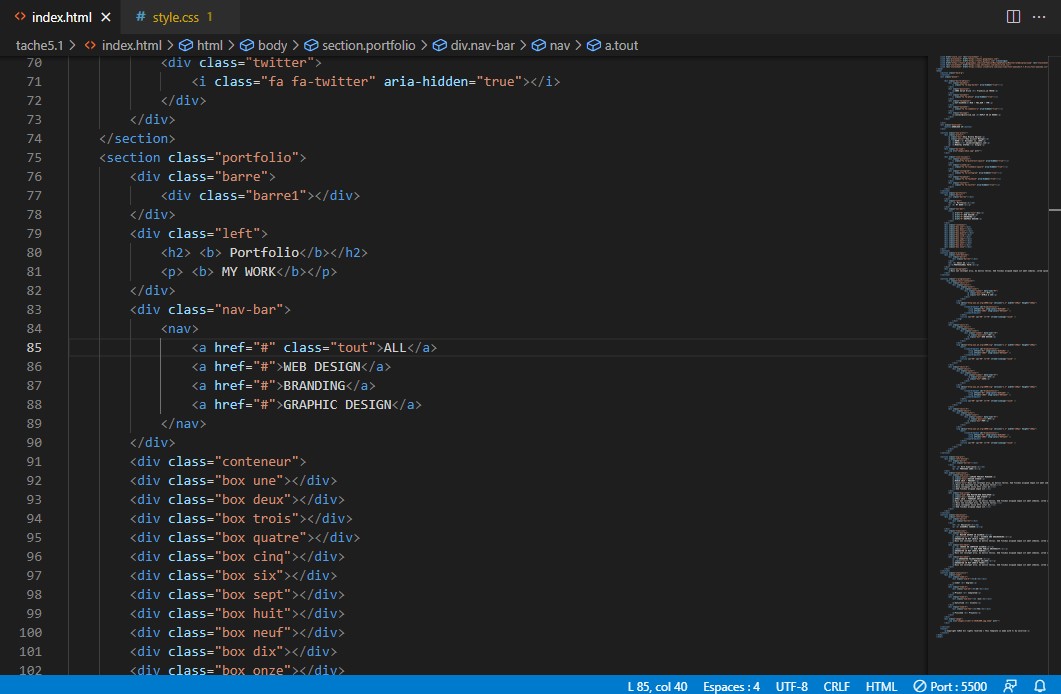 <> index.html × # style.css 1 ···
tache5.1 > <> index.html > html > body > section.portfolio > div.nav-bar > nav > a.tout
70 <div class="twitter">
71 <i class="fa fa-twitter" aria-hidden="true"></i>
72 </div>
73 </div>
74 </section>
75 <section class="portfolio">
76 <div class="barre">
77 <div class="barre1"></div>
78 </div>
79 <div class="left">
80 <h2> <b> Portfolio</b></h2>
81 <p> <b> MY WORK</b></p>
82 </div>
83 <div class="nav-bar">
84 <nav>
85 <a href="#" class="tout">ALL</a>
86 <a href="#">WEB DESIGN</a>
87 <a href="#">BRANDING</a>
88 <a href="#">GRAPHIC DESIGN</a>
89 </nav>
90 </div>
91 <div class="conteneur">
92 <div class="box une"></div>
93 <div class="box deux"></div>
94 <div class="box trois"></div>
95 <div class="box quatre"></div>
96 <div class="box cinq"></div>
97 <div class="box six"></div>
98 <div class="box sept"></div>
99 <div class="box huit"></div>
100 <div class="box neuf"></div>
101 <div class="box dix"></div>
102 <div class="box onze"></div>
L 85, col 40 Espaces : 4 UTF-8 CRLF HTML Port : 5500